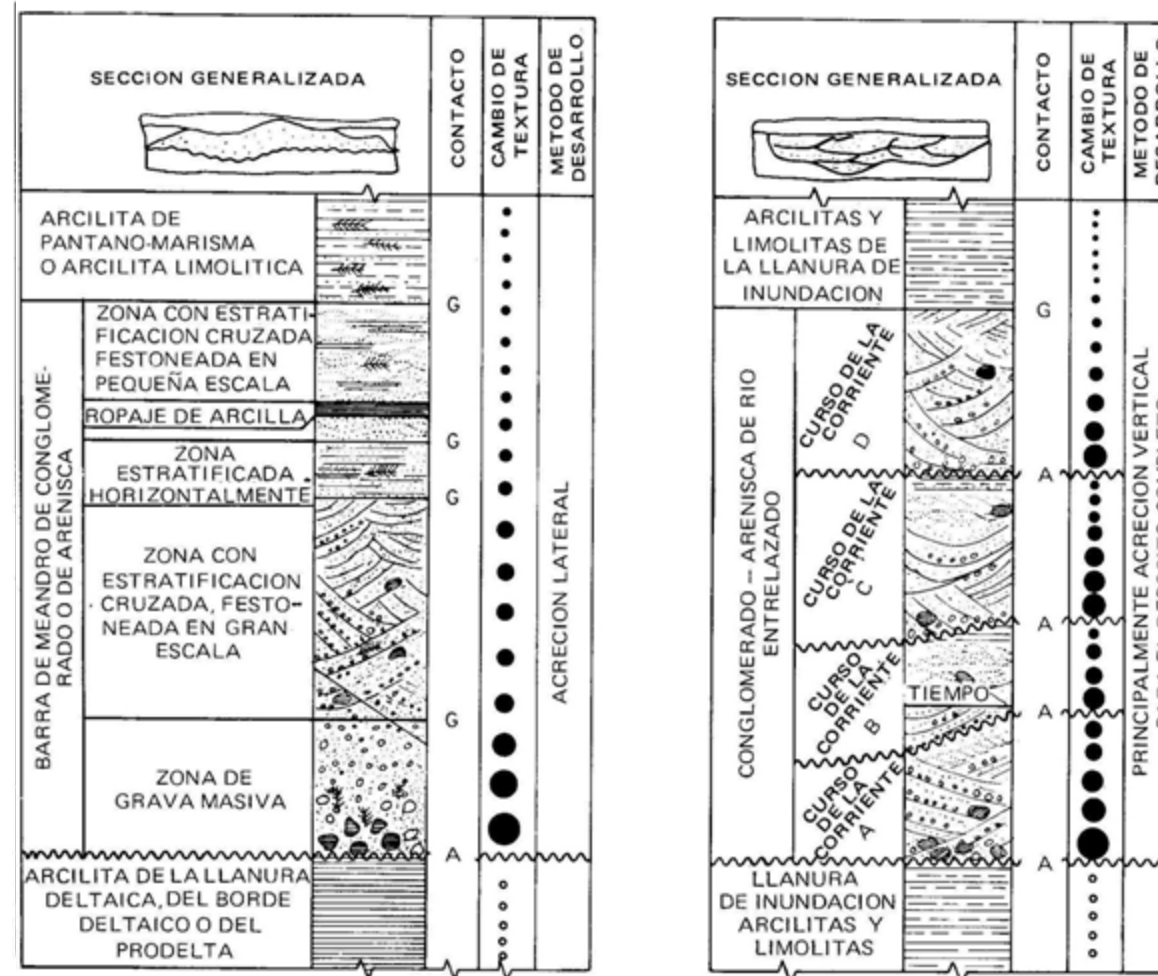 SECCION GENERALIZADA
CONTACTO
CAMBIO DE
TEXTURA
METODO DE
DESARROLLO
ARCILITA DE
PANTANO-MARISMA
O ARCILITA LIMOLITICA
G
BARRA DE MEANDRO DE CONGLOME-
RADO O DE ARENISCA
ZONA CON ESTRATI-
FICACION CRUZADA
FESTONEADA EN
PEQUEÑA ESCALA
ROPAJE DE ARCILLA
G
ZONA
ESTRATIFICADA
HORIZONTALMENTE
G
ZONA CON
ESTRATIFICACION
CRUZADA, FESTO-
NEADA EN GRAN
ESCALA
G
ZONA DE
GRAVA MASIVA
A
ACRECION LATERAL
ARCILITA DE LA LLANURA
DELTAICA, DEL BORDE
DELTAICO O DEL
PRODELTA
SECCION GENERALIZADA
CONTACTO
CAMBIO DE
TEXTURA
METODO DE
ARCILITAS Y
LIMOLITAS DE
LA LLANURA DE
INUNDACION
G
CONGLOMERADO – ARENISCA DE RIO
ENTRELAZADO
CURSO DE LA
CORRIENTE
D
A
CURSO DE LA
CORRIENTE
C
A
CURSO
DE LA
CORRIENTE
B
TIEMPO
A
CURSO
DE LA
CORRIENTE
A
A
PRINCIPALMENTE ACRECION VERTICAL
LLANURA
DE INUNDACION
ARCILITAS Y
LIMOLITAS